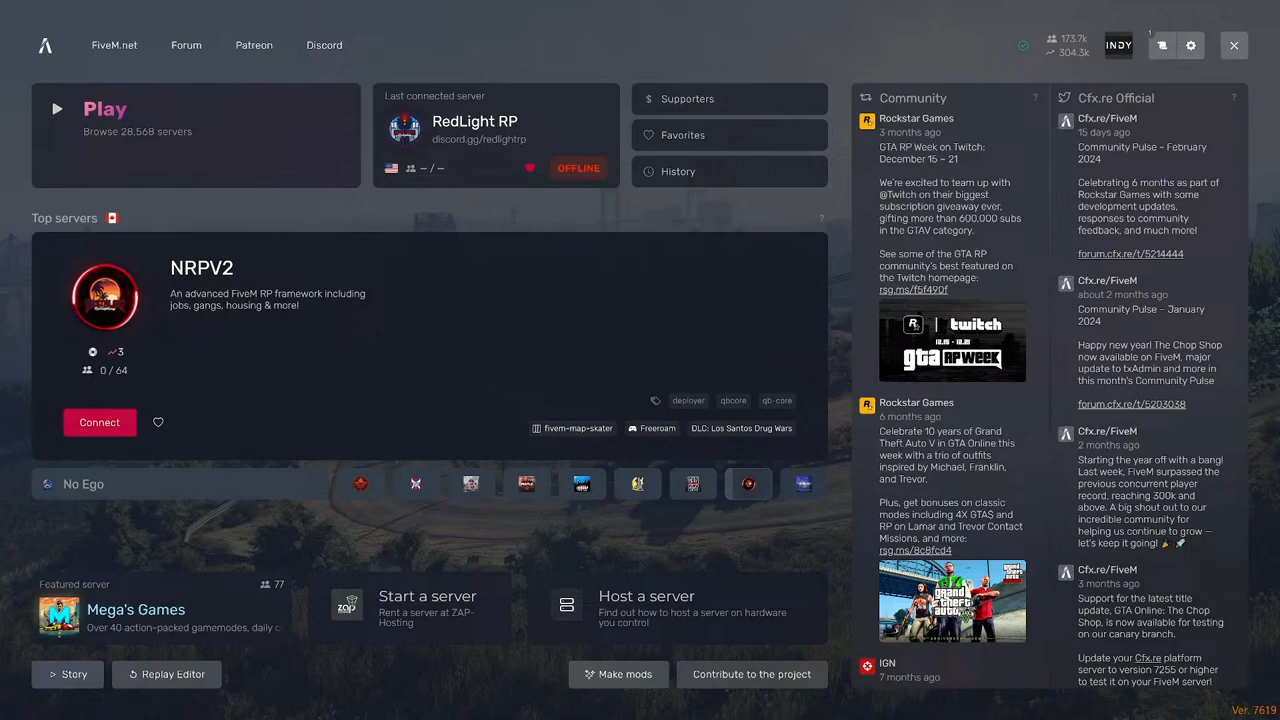 FiveM.net
Forum
Patreon
Discord
173.7k
304.3k
INDY
1
Play
Browse 28,568 servers
Last connected server
RedLight RP
discord.gg/redlightrp
– / –
OFFLINE
$ Supporters
Favorites
History
Top servers
?
NRPV2
An advanced FiveM RP framework including
jobs, gangs, housing & more!
3
0 / 64
Connect
deployer
qbcore
qb-core
fivem-map-skater
Freeroam
DLC: Los Santos Drug Wars
No Ego
Featured server
77
Mega's Games
Over 40 action-packed gamemodes, daily c
ZAP
Start a server
Rent a server at ZAP-
Hosting
Host a server
Find out how to host a server on hardware
you control
Story
Replay Editor
Make mods
Contribute to the project
Community
?
Rockstar Games
3 months ago
GTA RP Week on Twitch:
December 15 – 21
We're excited to team up with
@Twitch on their biggest
subscription giveaway ever,
gifting more than 600,000 subs
in the GTAV category.
See some of the GTA RP
community's best featured on
the Twitch homepage:
rsg.ms/f5f490f
R | twitch
12.15 - 12.21
gta RP WEEK
Rockstar Games
6 months ago
Celebrate 10 years of Grand
Theft Auto V in GTA Online this
week with a trio of outfits
inspired by Michael, Franklin,
and Trevor.
Plus, get bonuses on classic
modes including 4X GTA$ and
RP on Lamar and Trevor Contact
Missions, and more:
rsg.ms/8c8fcd4
grand
theft
auto
IGN
7 months ago
Cfx.re Official
?
Cfx.re/FiveM
15 days ago
Community Pulse – February
2024
Celebrating 6 months as part of
Rockstar Games with some
development updates,
responses to community
feedback, and much more!
forum.cfx.re/t/5214444
Cfx.re/FiveM
about 2 months ago
Community Pulse – January
2024
Happy new year! The Chop Shop
now available on FiveM, major
update to txAdmin and more in
this month's Community Pulse
forum.cfx.re/t/5203038
Cfx.re/FiveM
2 months ago
Starting the year off with a bang!
Last week, FiveM surpassed the
previous concurrent player
record, reaching 300k and
above. A big shout out to our
incredible community for
helping us continue to grow —
let's keep it going! 🎉 🚀
Cfx.re/FiveM
3 months ago
Support for the latest title
update, GTA Online: The Chop
Shop, is now available for testing
on our canary branch.
Update your Cfx.re platform
server to version 7255 or higher
to test it on your FiveM server!
Ver. 7619